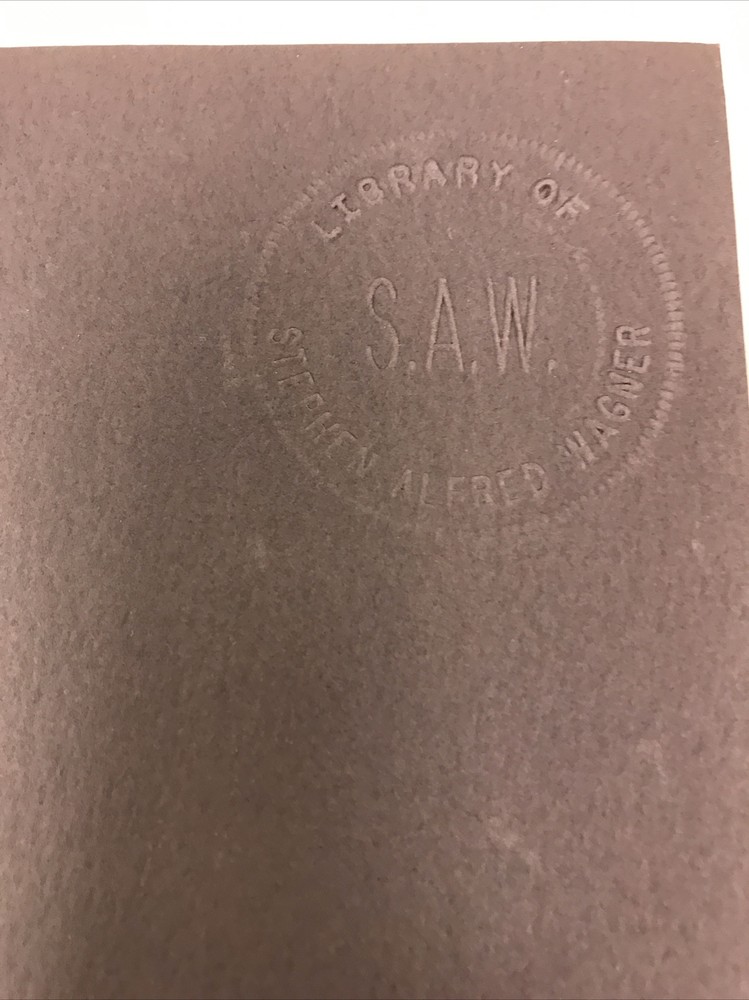 LIBRARY OF
S.A.W.
STEPHEN ALFRED WAGNER